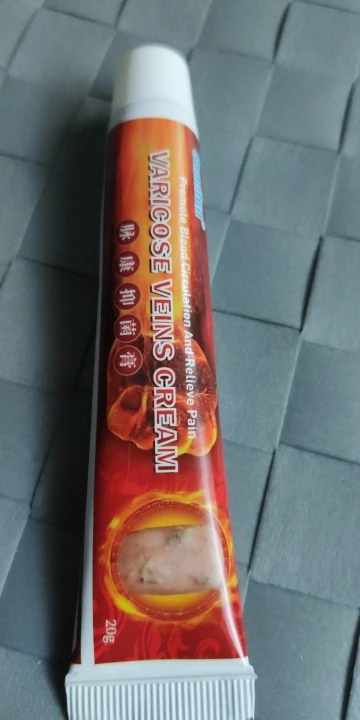 Promote Blood Circulation And Relieve Pain
VARICOSE VEINS CREAM
脉康抑菌膏
20g